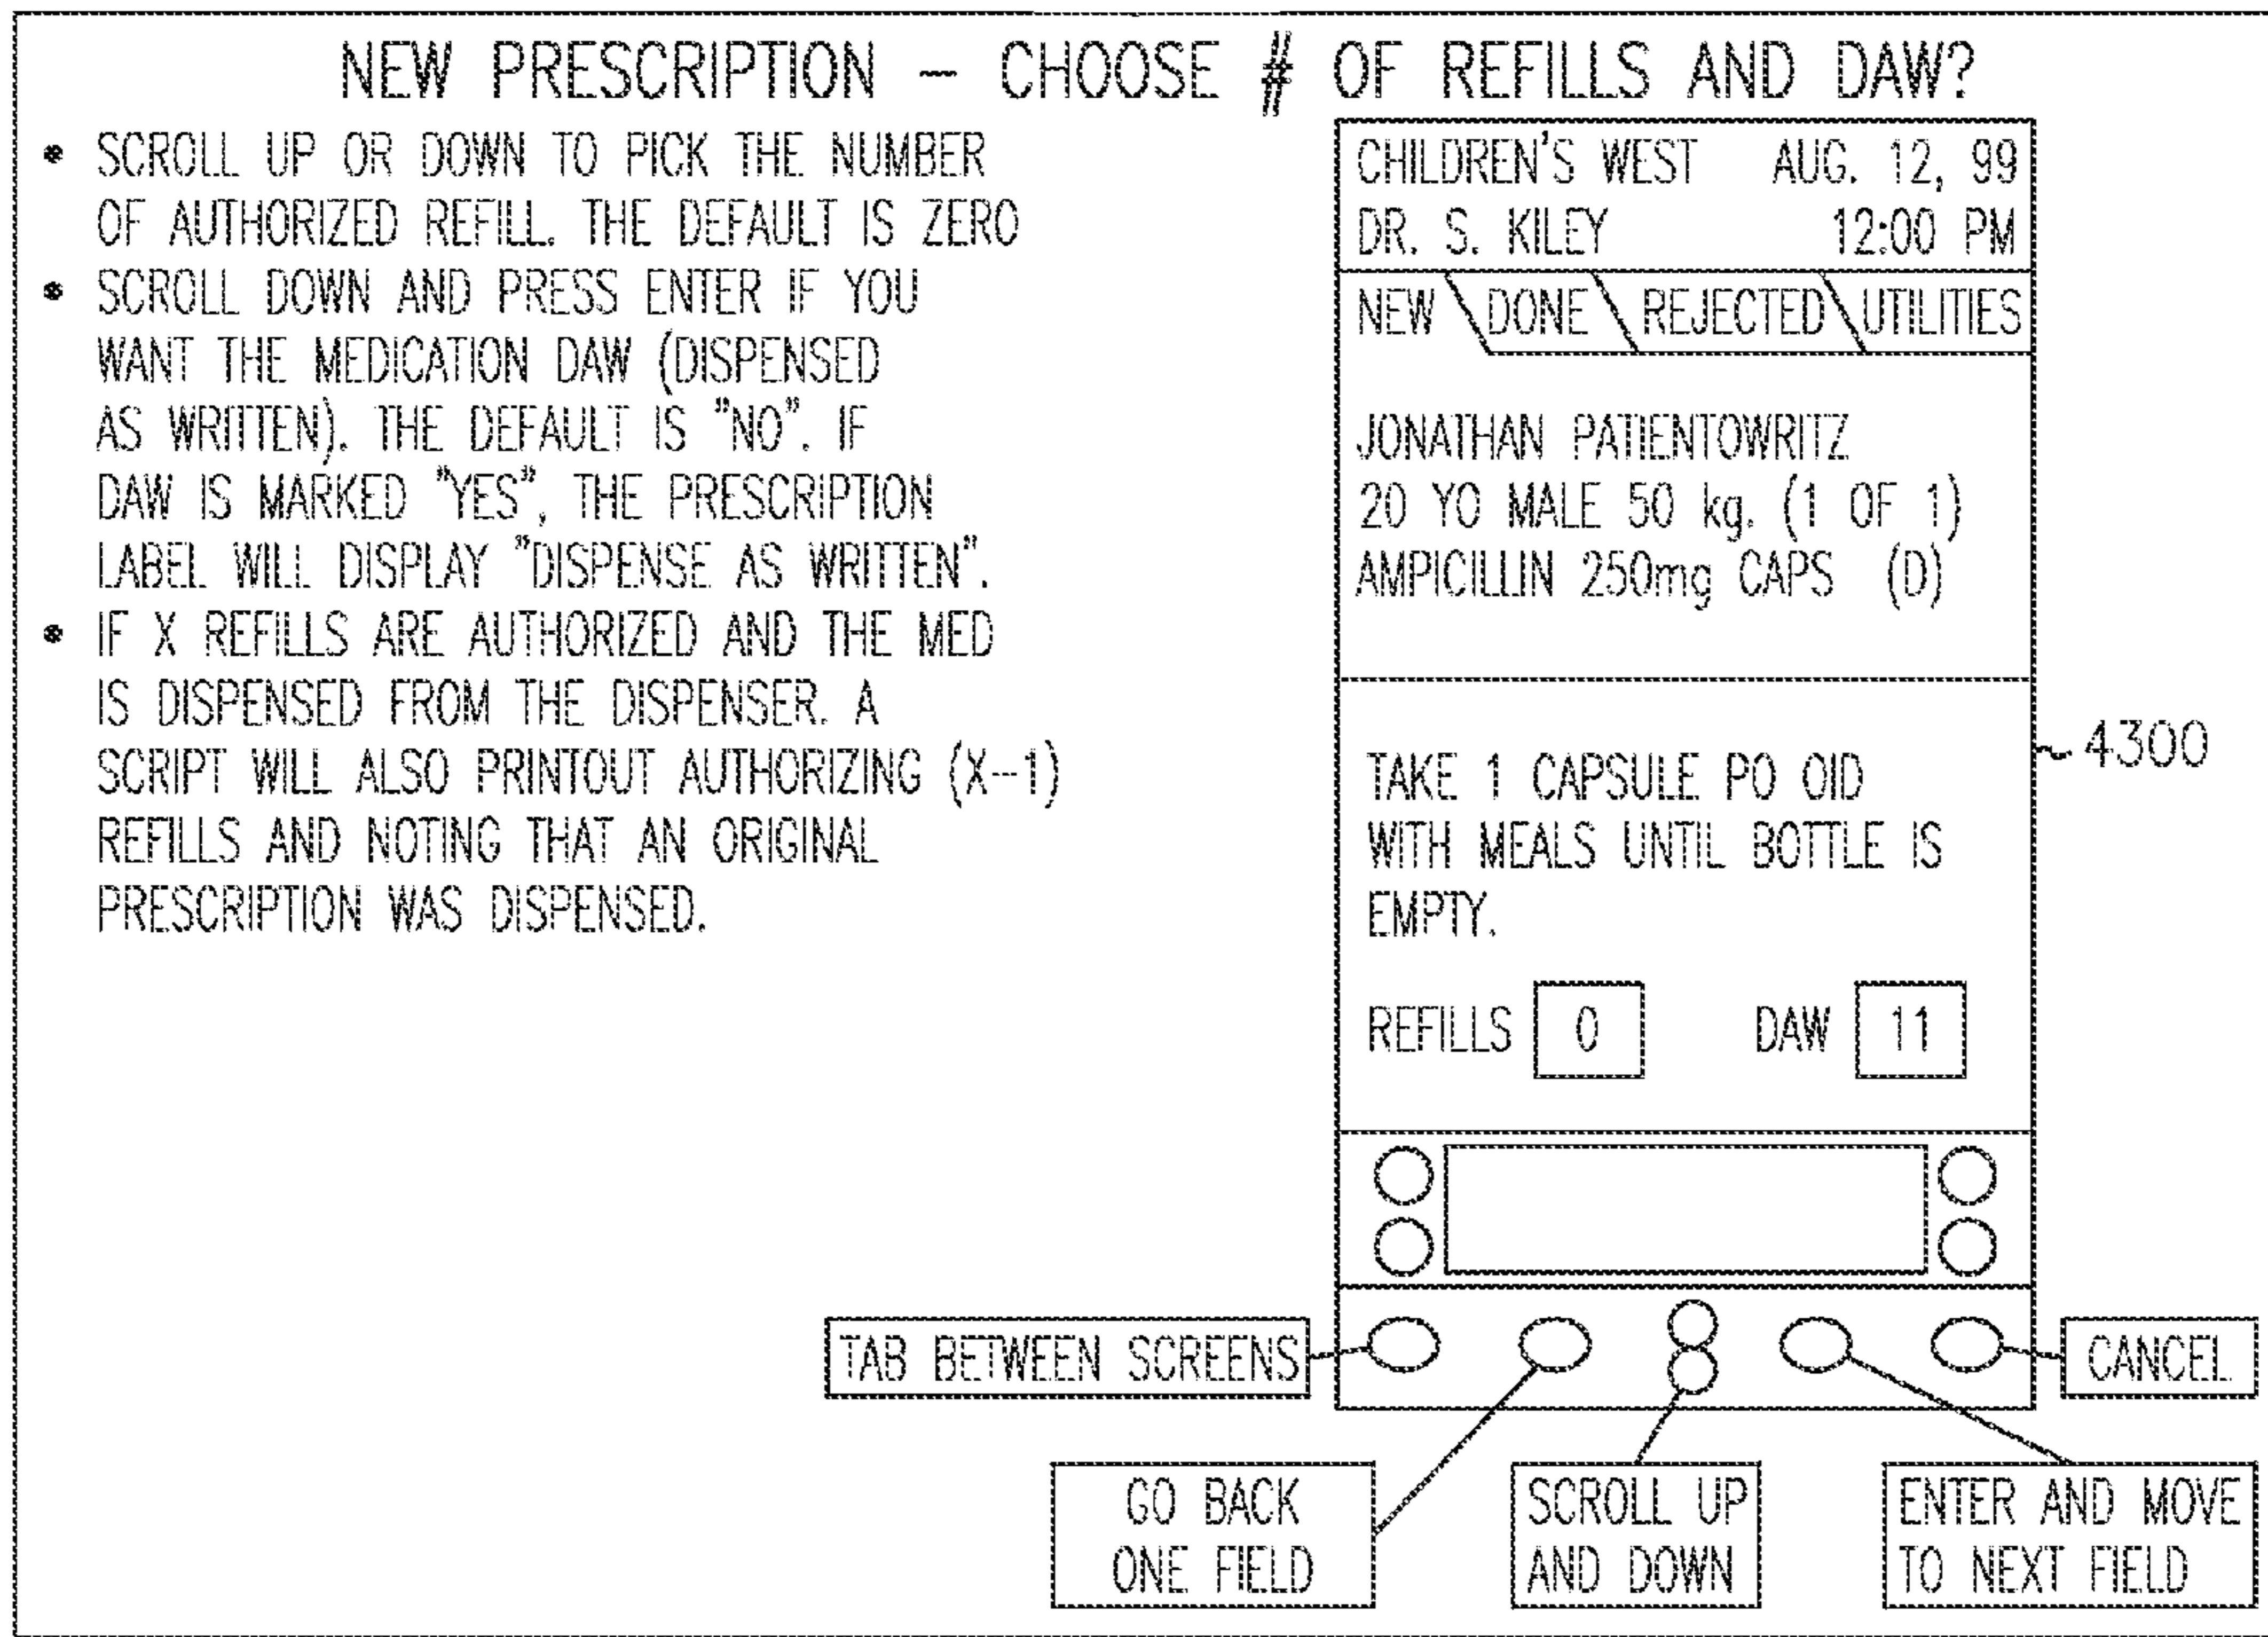 NEW PRESCRIPTION – CHOOSE # OF REFILLS AND DAW?
• SCROLL UP OR DOWN TO PICK THE NUMBER
OF AUTHORIZED REFILL. THE DEFAULT IS ZERO
• SCROLL DOWN AND PRESS ENTER IF YOU
WANT THE MEDICATION DAW (DISPENSED
AS WRITTEN). THE DEFAULT IS "NO". IF
DAW IS MARKED "YES", THE PRESCRIPTION
LABEL WILL DISPLAY "DISPENSE AS WRITTEN".
• IF X REFILLS ARE AUTHORIZED AND THE MED
IS DISPENSED FROM THE DISPENSER. A
SCRIPT WILL ALSO PRINTOUT AUTHORIZING (X--1)
REFILLS AND NOTING THAT AN ORIGINAL
PRESCRIPTION WAS DISPENSED.
CHILDREN'S WEST AUG. 12, 99
DR. S. KILEY 12:00 PM
NEW DONE REJECTED UTILITIES
JONATHAN PATIENTOWRITZ
20 YO MALE 50 kg. (1 OF 1)
AMPICILLIN 250mg CAPS (D)
TAKE 1 CAPSULE PO OID
WITH MEALS UNTIL BOTTLE IS
EMPTY.
REFILLS 0 DAW 11
4300
TAB BETWEEN SCREENS
CANCEL
GO BACK
ONE FIELD
SCROLL UP
AND DOWN
ENTER AND MOVE
TO NEXT FIELD